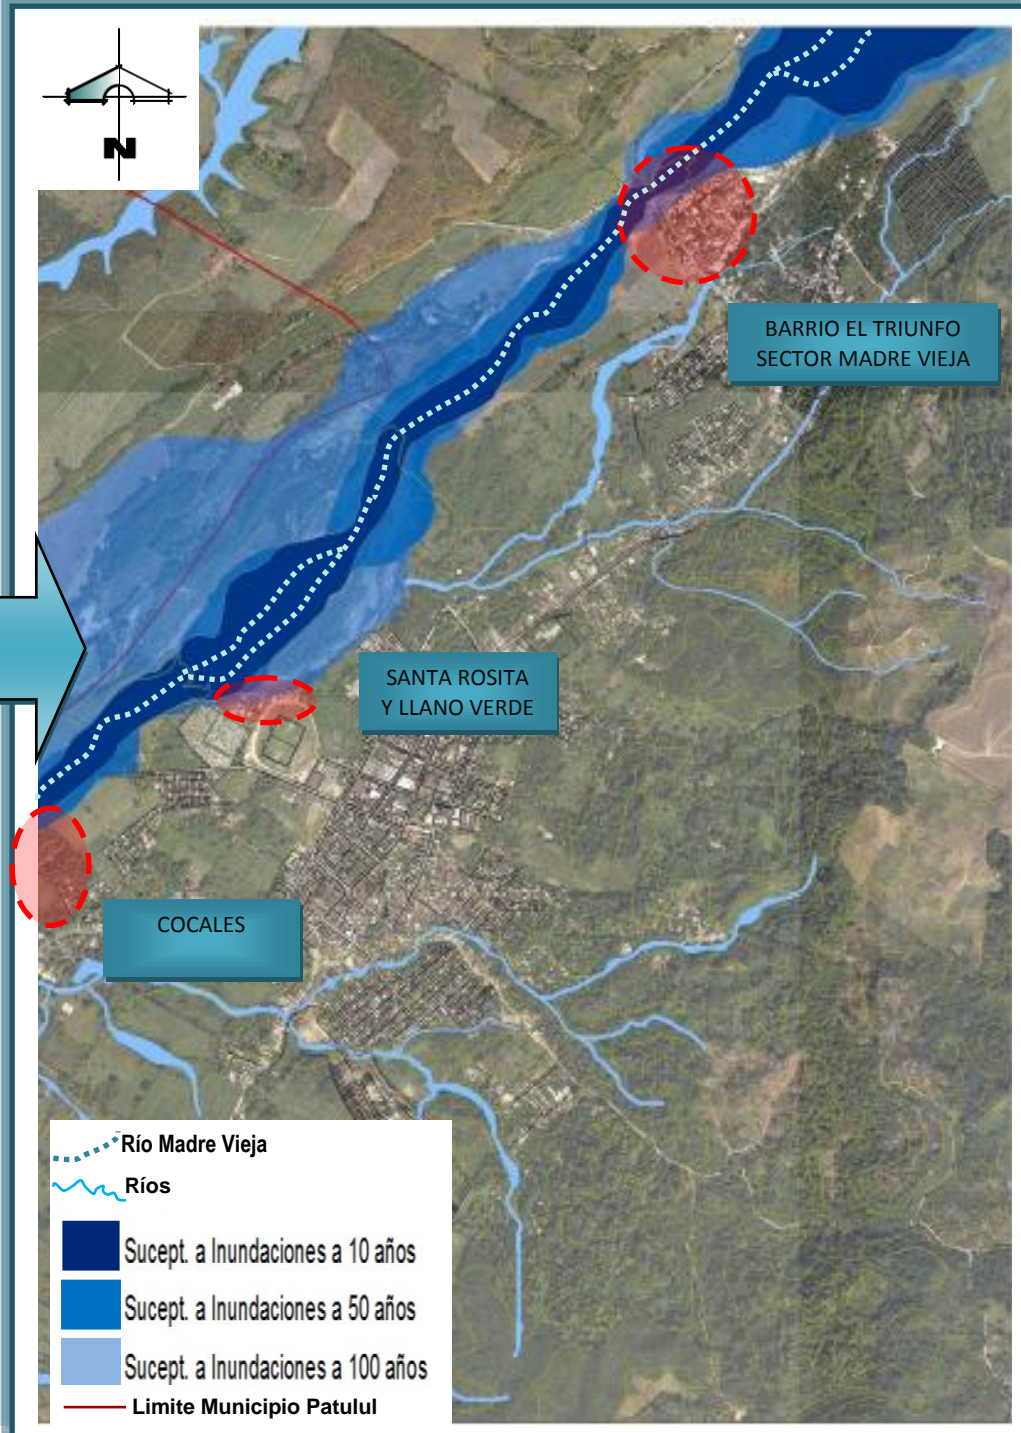 N
BARRIO EL TRIUNFO
SECTOR MADRE VIEJA
SANTA ROSITA
Y LLANO VERDE
COCALES
Río Madre Vieja
Ríos
Sucept. a Inundaciones a 10 años
Sucept. a Inundaciones a 50 años
Sucept. a Inundaciones a 100 años
Limite Municipio Patulul